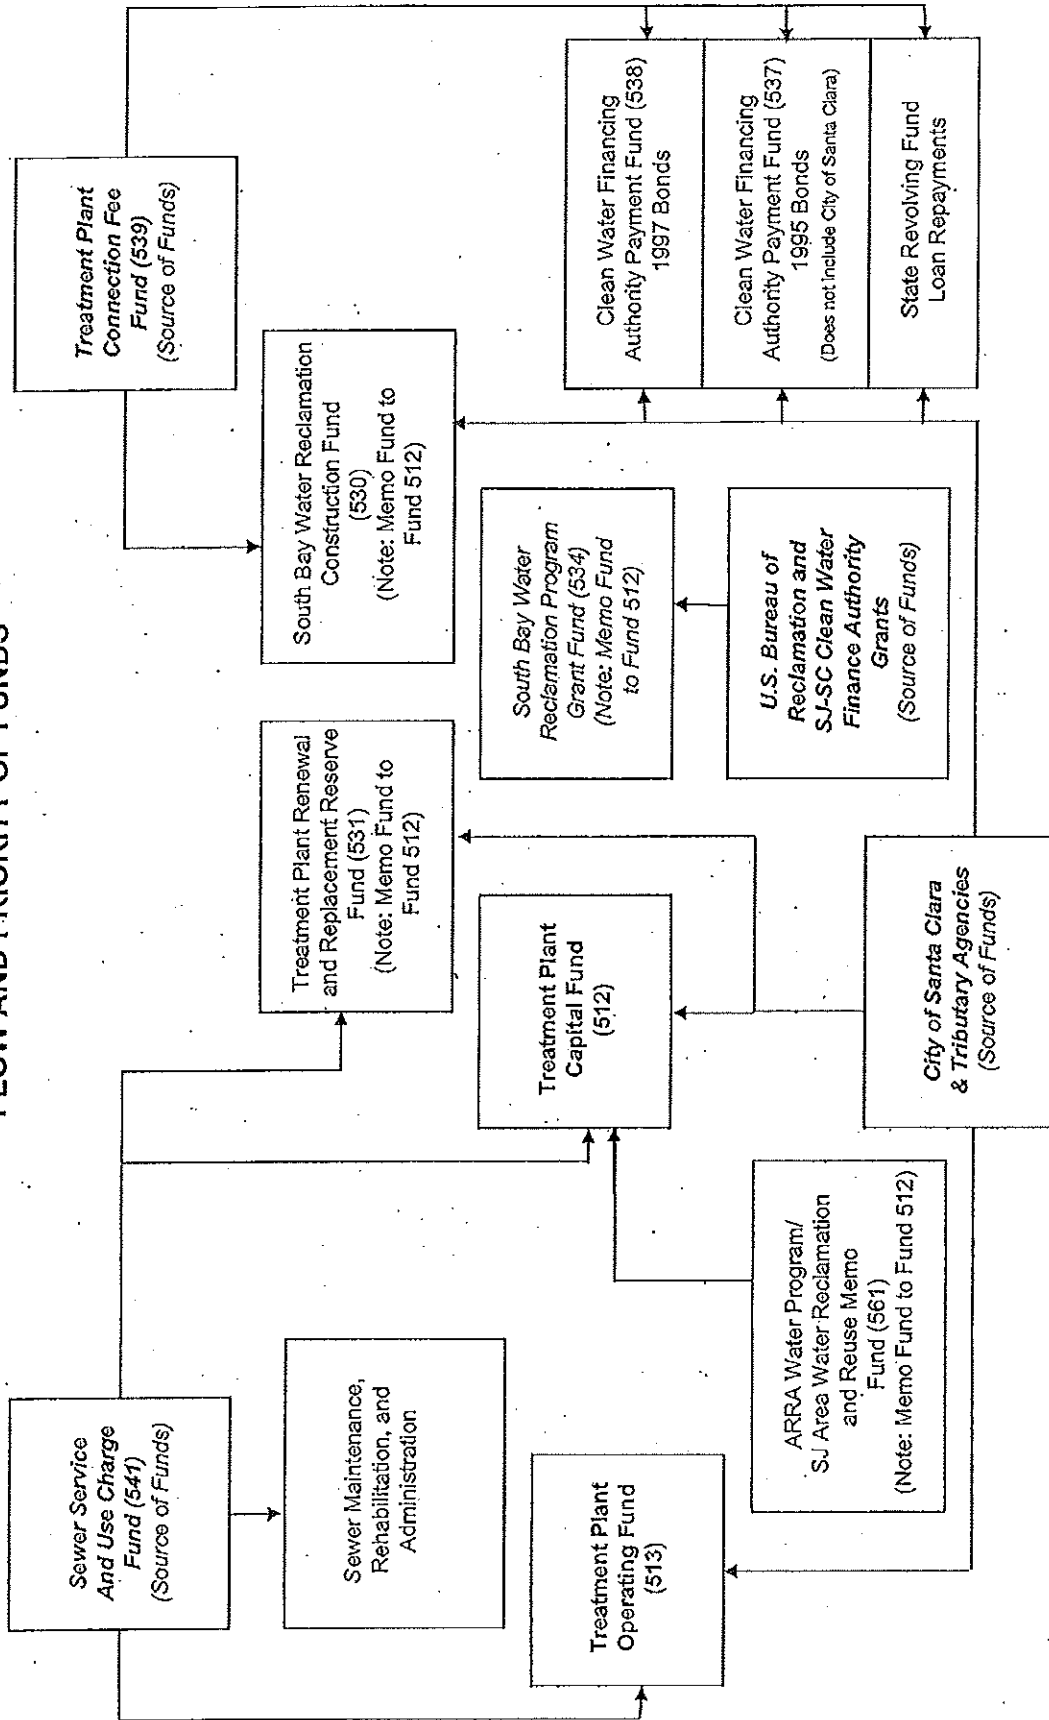 FLOW AND PRIORITY OF FUNDS
Sewer Service
And Use Charge
Fund (541)
(Source of Funds)
Treatment Plant
Connection Fee
Fund (539)
(Source of Funds)
Sewer Maintenance,
Rehabilitation, and
Administration
Treatment Plant Renewal
and Replacement Reserve
Fund (531)
(Note: Memo Fund to
Fund 512)
South Bay Water Reclamation
Construction Fund
(530)
(Note: Memo Fund to
Fund 512)
Treatment Plant
Operating Fund
(513)
Treatment Plant
Capital Fund
(512)
South Bay Water
Reclamation Program
Grant Fund (534)
(Note: Memo Fund
to Fund 512)
Clean Water Financing
Authority Payment Fund (538)
1997 Bonds
Clean Water Financing
Authority Payment Fund (537)
1995 Bonds
(Does not Include City of Santa Clara)
State Revolving Fund
Loan Repayments
ARRA Water Program/
SJ Area Water Reclamation
and Reuse Memo
Fund (561)
(Note: Memo Fund to Fund 512)
U.S. Bureau of
Reclamation and
SJ-SC Clean Water
Finance Authority
Grants
(Source of Funds)
City of Santa Clara
& Tributary Agencies
(Source of Funds)